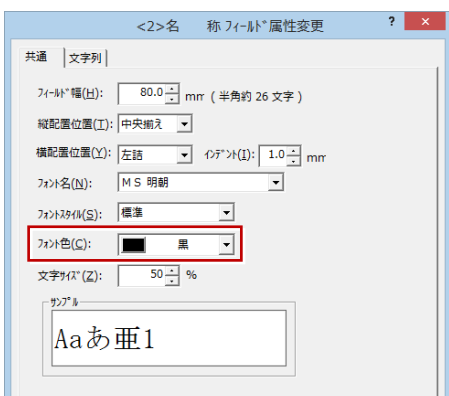 <2>名　　称 ﾌｨｰﾙﾄﾞ属性変更 ? ×
共通 文字列
ﾌｨｰﾙﾄﾞ幅(H): 80.0 mm ( 半角約 26 文字 )
縦配置位置(T): 中央揃え
横配置位置(Y): 左詰 ｲﾝﾃﾞﾝﾄ(I): 1.0 mm
ﾌｫﾝﾄ名(N): ＭＳ 明朝
ﾌｫﾝﾄｽﾀｲﾙ(S): 標準
ﾌｫﾝﾄ色(C): 黒
文字ｻｲｽﾞ(Z): 50 %
ｻﾝﾌﾟﾙ
Aaあ亜1